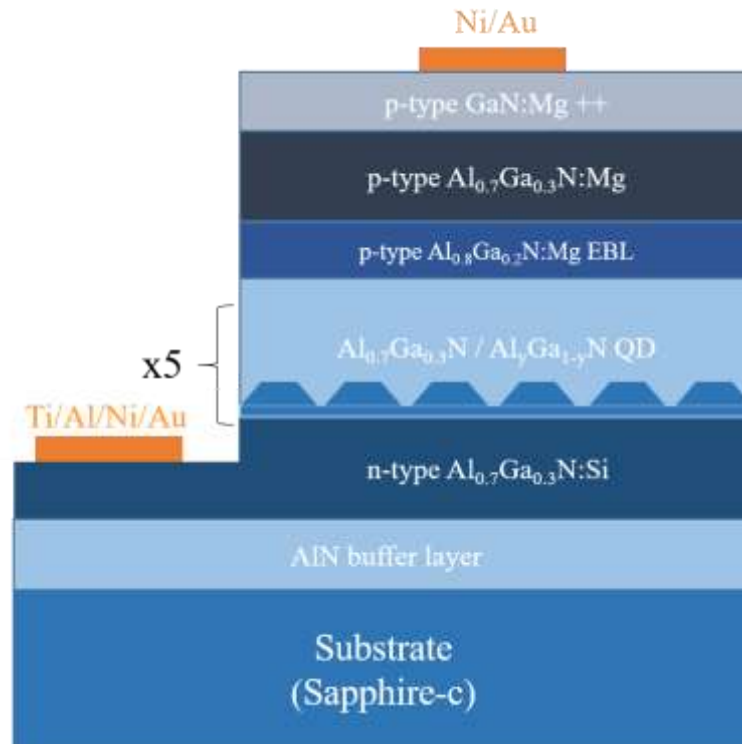 Ni/Au
p-type GaN:Mg ++
p-type Al₀.₇Ga₀.₃N:Mg
p-type Al₀.₈Ga₀.₂N:Mg EBL
Al₀.₇Ga₀.₃N / AlyGa₁₋yN QD
x5
Ti/Al/Ni/Au
n-type Al₀.₇Ga₀.₃N:Si
AlN buffer layer
Substrate
(Sapphire-c)